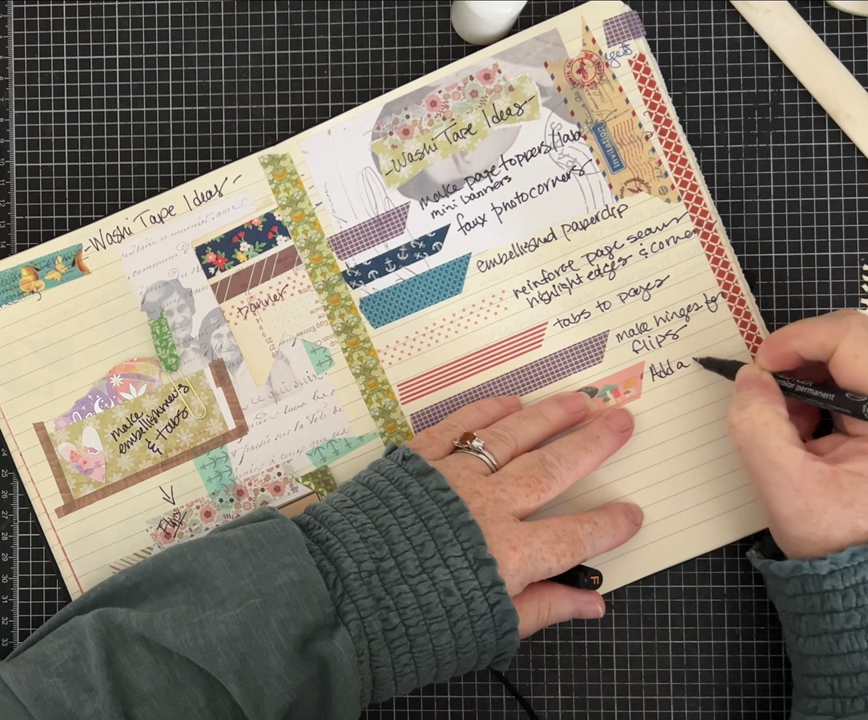 -Washi Tape Ideas-
banner
make
embellishments
& tabs
Flip
-Washi Tape Ideas-
make page toppers/tabs
mini banners
faux photocorners
embellished paperclip
reinforce page seams
highlight edges & corners
tabs to pages
make hinges for
flips
Add a
Invitation